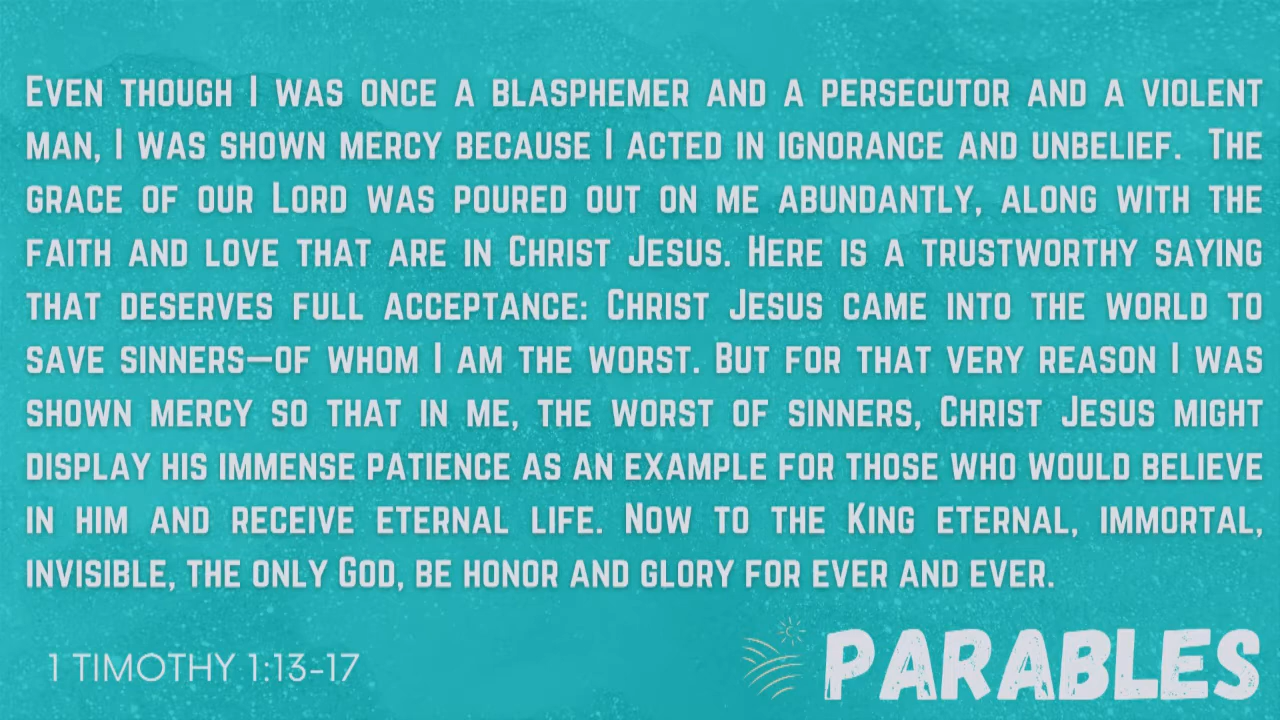 Even though I was once a blasphemer and a persecutor and a violent
man, I was shown mercy because I acted in ignorance and unbelief. The
grace of our Lord was poured out on me abundantly, along with the
faith and love that are in Christ Jesus. Here is a trustworthy saying
that deserves full acceptance: Christ Jesus came into the world to
save sinners—of whom I am the worst. But for that very reason I was
shown mercy so that in me, the worst of sinners, Christ Jesus might
display his immense patience as an example for those who would believe
in him and receive eternal life. Now to the King eternal, immortal,
invisible, the only God, be honor and glory for ever and ever.
1 TIMOTHY 1:13-17
PARABLES